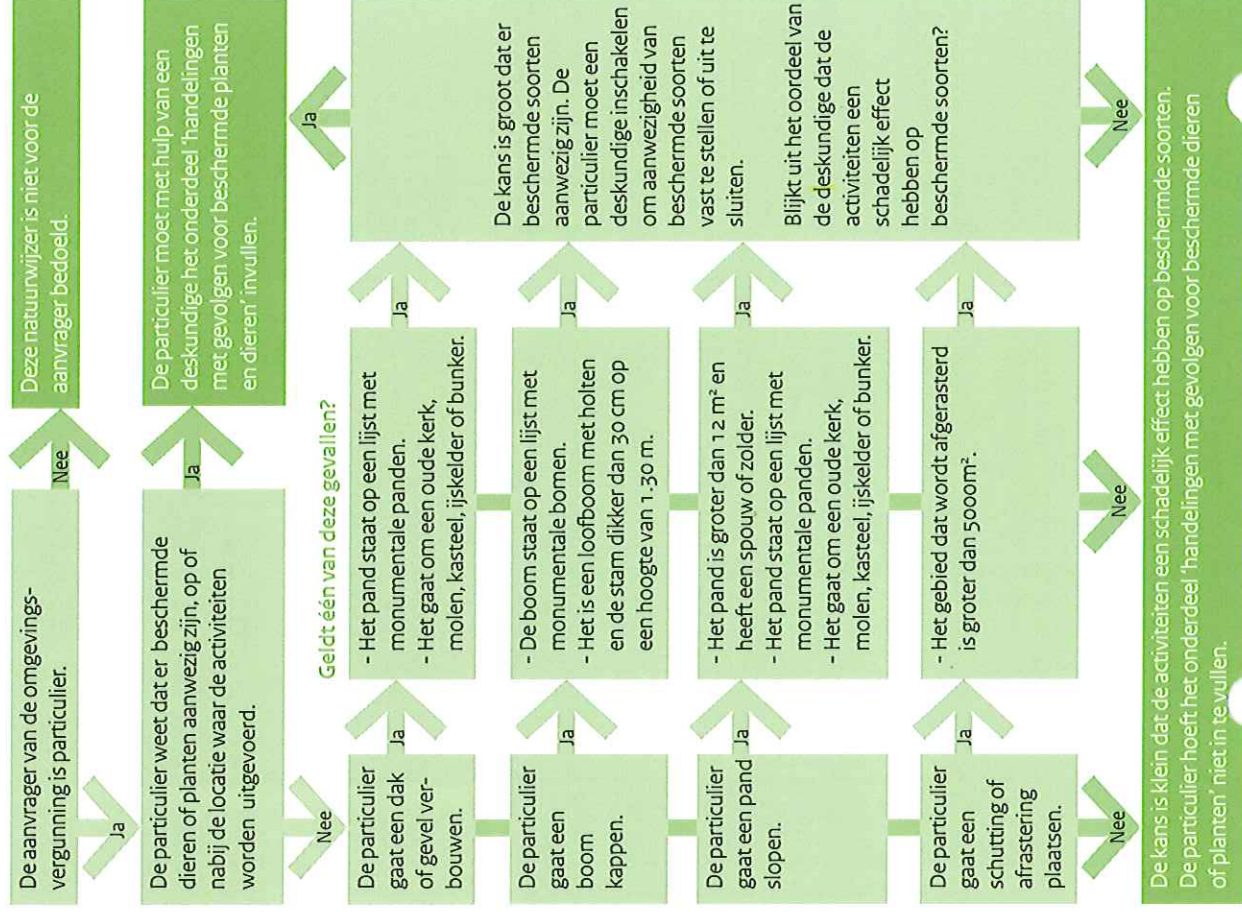 De aanvrager van de omgevings-
vergunning is particulier.
Nee
Deze natuurwijzer is niet voor de
aanvrager bedoeld.
Ja
De particulier weet dat er beschermde
dieren of planten aanwezig zijn, op of
nabij de locatie waar de activiteiten
worden uitgevoerd.
Ja
De particulier moet met hulp van een
deskundige het onderdeel ‘handelingen
met gevolgen voor beschermde planten
en dieren’ invullen.
Nee
Geldt één van deze gevallen?
De particulier
gaat een dak
of gevel ver-
bouwen.
Ja
- Het pand staat op een lijst met
monumentale panden.
- Het gaat om een oude kerk,
molen, kasteel, ijskelder of bunker.
Ja
De particulier
gaat een
boom
kappen.
Ja
- De boom staat op een lijst met
monumentale bomen.
- Het is een loofboom met holten
en de stam dikker dan 30 cm op
een hoogte van 1.30 m.
Ja
De particulier
gaat een pand
slopen.
Ja
- Het pand is groter dan 12 m² en
heeft een spouw of zolder.
- Het pand staat op een lijst met
monumentale panden.
- Het gaat om een oude kerk,
molen, kasteel, ijskelder of bunker.
Ja
De particulier
gaat een
schutting of
afrastering
plaatsen.
Ja
- Het gebied dat wordt afgerasterd
is groter dan 5000m².
Ja
Ja
De kans is groot dat er
beschermde soorten
aanwezig zijn. De
particulier moet een
deskundige inschakelen
om aanwezigheid van
beschermde soorten
vast te stellen of uit te
sluiten.
Blijkt uit het oordeel van
de deskundige dat de
activiteiten een
schadelijk effect
hebben op
beschermde soorten?
Nee
Nee
Nee
De kans is klein dat de activiteiten een schadelijk effect hebben op beschermde soorten.
De particulier hoeft het onderdeel ‘handelingen met gevolgen voor beschermde dieren
of planten’ niet in te vullen.